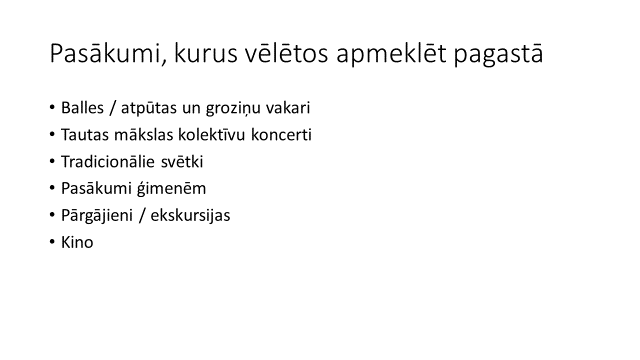 Pasākumi, kurus vēlētos apmeklēt pagastā
• Balles / atpūtas un groziņu vakari
• Tautas mākslas kolektīvu koncerti
• Tradicionālie svētki
• Pasākumi ģimenēm
• Pārgājieni / ekskursijas
• Kino